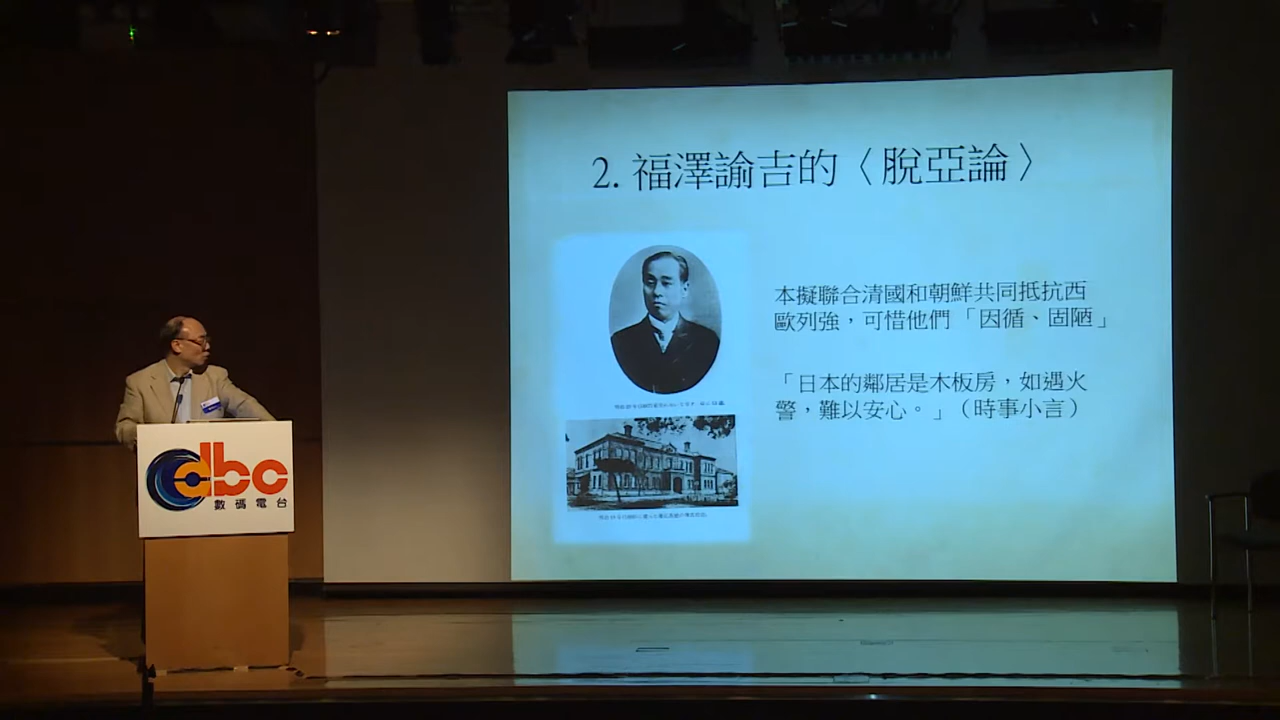 2. 福澤諭吉的〈脫亞論〉
本擬聯合清國和朝鮮共同抵抗西
歐列強，可惜他們「因循、固陋」
「日本的鄰居是木板房，如遇火
警，難以安心。」（時事小言）
dbc
數碼電台